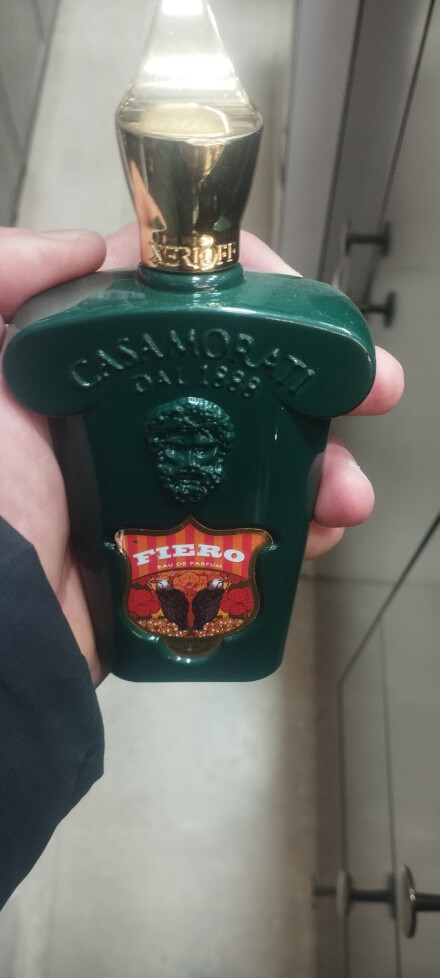 XERJOFF
CASAMORATI
DAL 1888
FIERO
EAU DE PARFUM